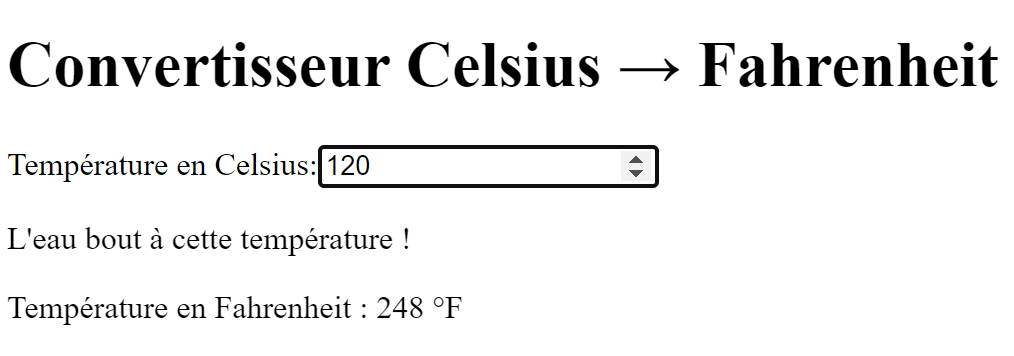 Convertisseur Celsius → Fahrenheit
Température en Celsius:120
L'eau bout à cette température !
Température en Fahrenheit : 248 °F